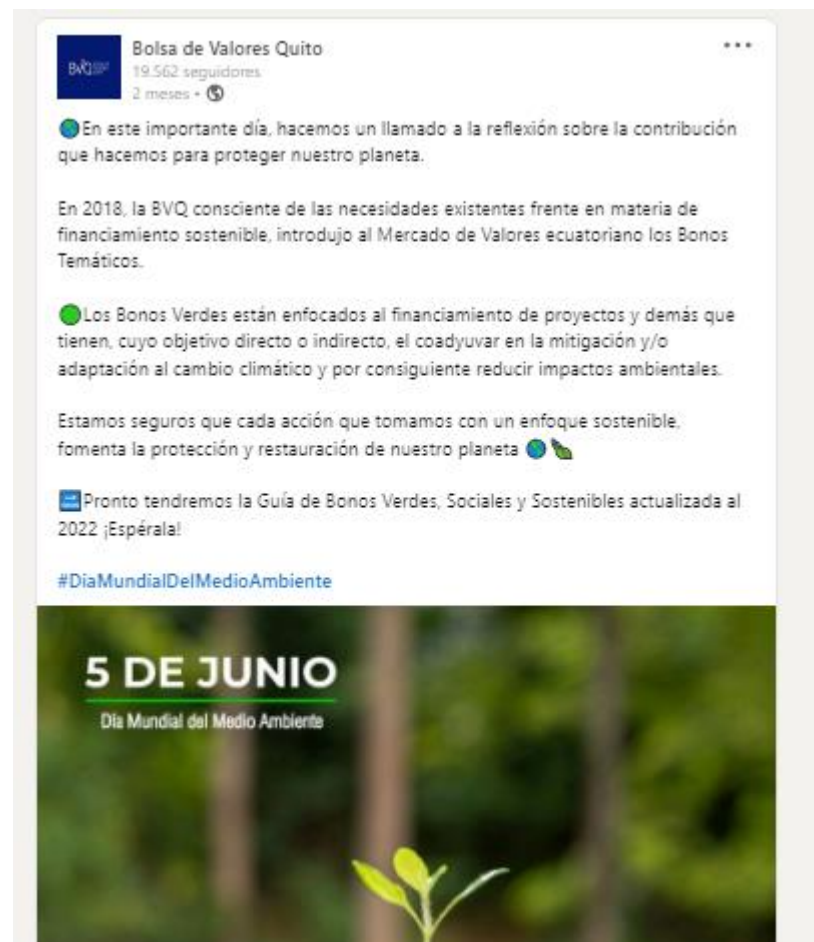 BVQ
Bolsa de Valores Quito
19.562 seguidores
2 meses •
En este importante día, hacemos un llamado a la reflexión sobre la contribución
que hacemos para proteger nuestro planeta.
En 2018, la BVQ consciente de las necesidades existentes frente en materia de
financiamiento sostenible, introdujo al Mercado de Valores ecuatoriano los Bonos
Temáticos.
Los Bonos Verdes están enfocados al financiamiento de proyectos y demás que
tienen, cuyo objetivo directo o indirecto, el coadyuvar en la mitigación y/o
adaptación al cambio climático y por consiguiente reducir impactos ambientales.
Estamos seguros que cada acción que tomamos con un enfoque sostenible,
fomenta la protección y restauración de nuestro planeta
Pronto tendremos la Guía de Bonos Verdes, Sociales y Sostenibles actualizada al
2022 ¡Espérala!
#DiaMundialDelMedioAmbiente
5 DE JUNIO
Día Mundial del Medio Ambiente